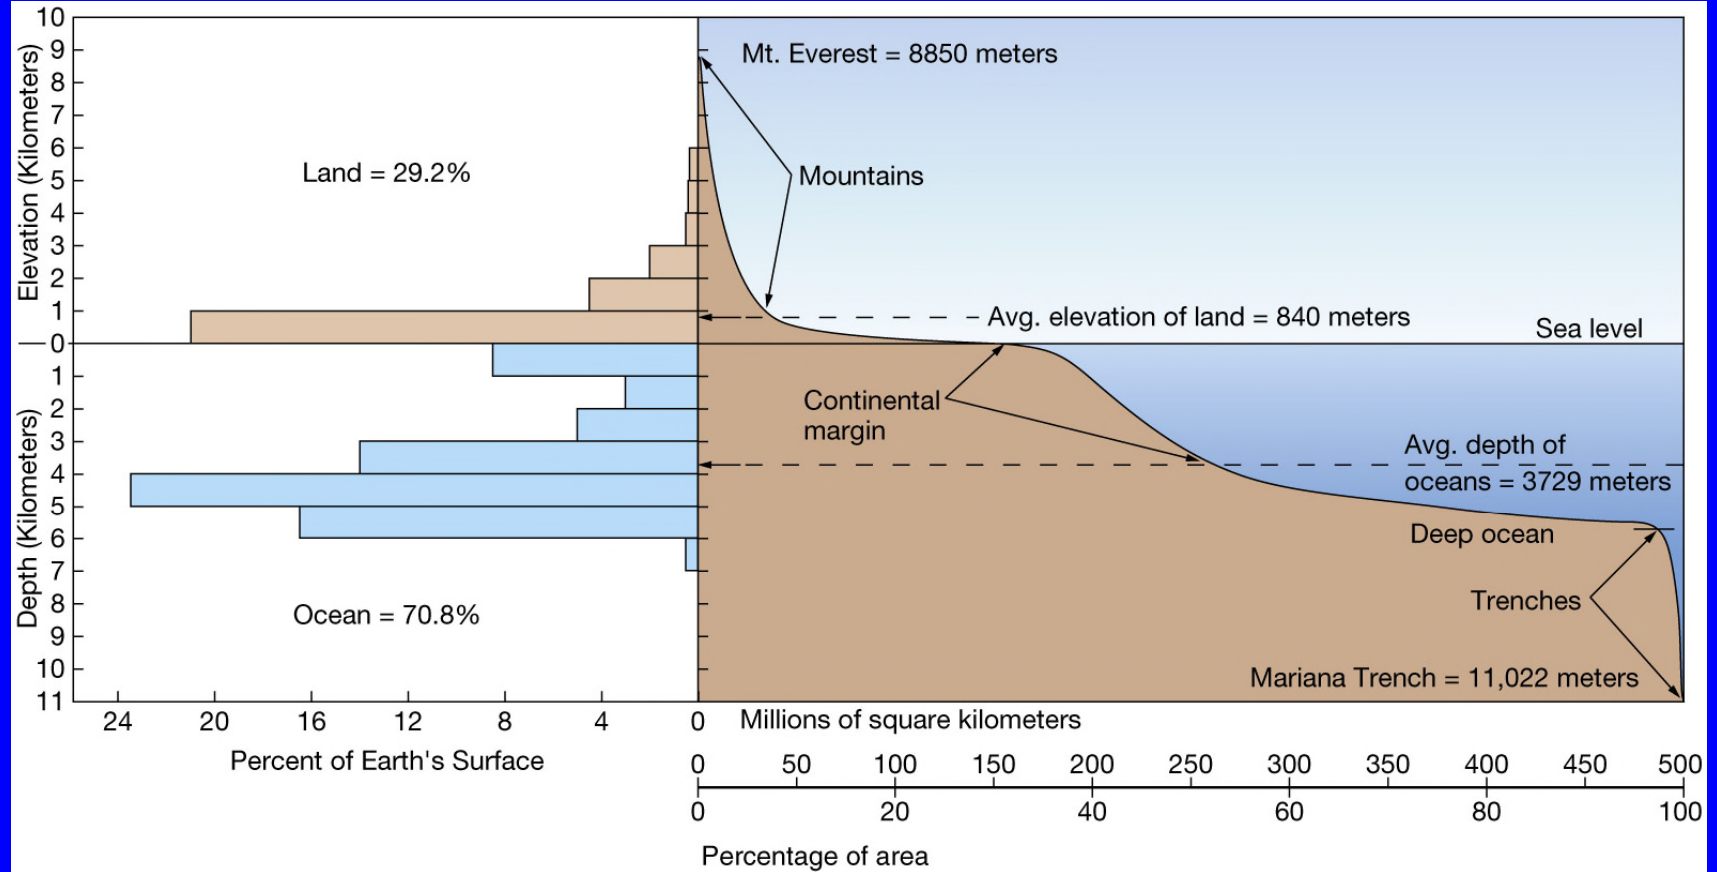 Elevation (Kilometers)
10
9
8
7
6
5
4
3
2
1
0
Depth (Kilometers)
1
2
3
4
5
6
7
8
9
10
11
Land = 29.2%
Ocean = 70.8%
24 20 16 12 8 4 0
Percent of Earth's Surface
Mt. Everest = 8850 meters
Mountains
Avg. elevation of land = 840 meters
Sea level
Continental
margin
Avg. depth of
oceans = 3729 meters
Deep ocean
Trenches
Mariana Trench = 11,022 meters
Millions of square kilometers
0 50 100 150 200 250 300 350 400 450 500
0 20 40 60 80 100
Percentage of area